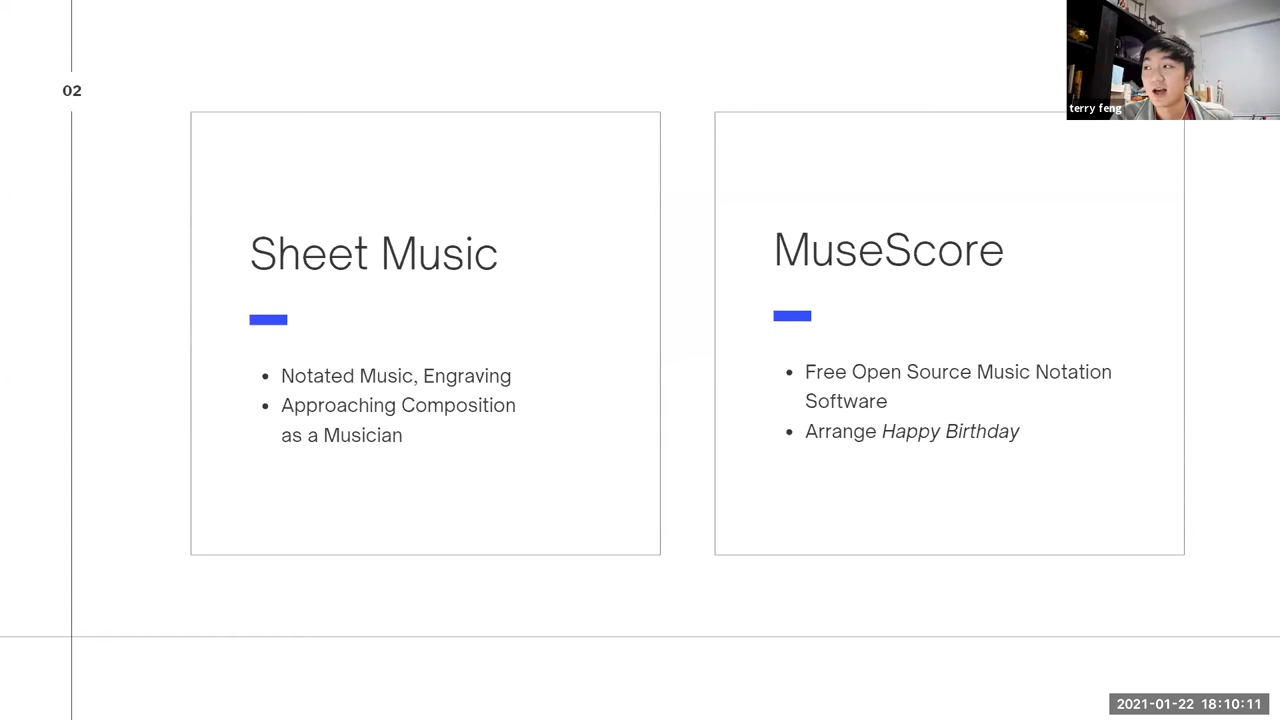 02
terry feng
Sheet Music
• Notated Music, Engraving
• Approaching Composition
as a Musician
MuseScore
• Free Open Source Music Notation
Software
• Arrange Happy Birthday
2021-01-22 18:10:11